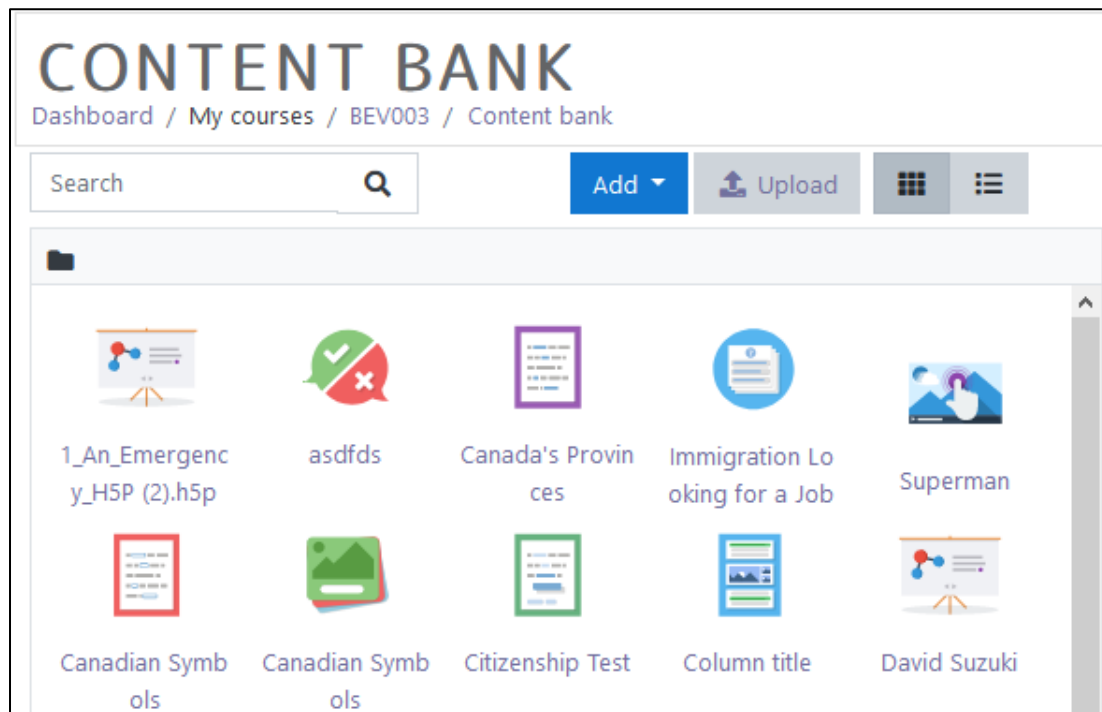 CONTENT BANK
Dashboard / My courses / BEV003 / Content bank
Search Add Upload
1_An_Emergenc asdfds Canada's Provin Immigration Lo Superman
y_H5P (2).h5p ces oking for a Job
Canadian Symb Canadian Symb Citizenship Test Column title David Suzuki
ols ols